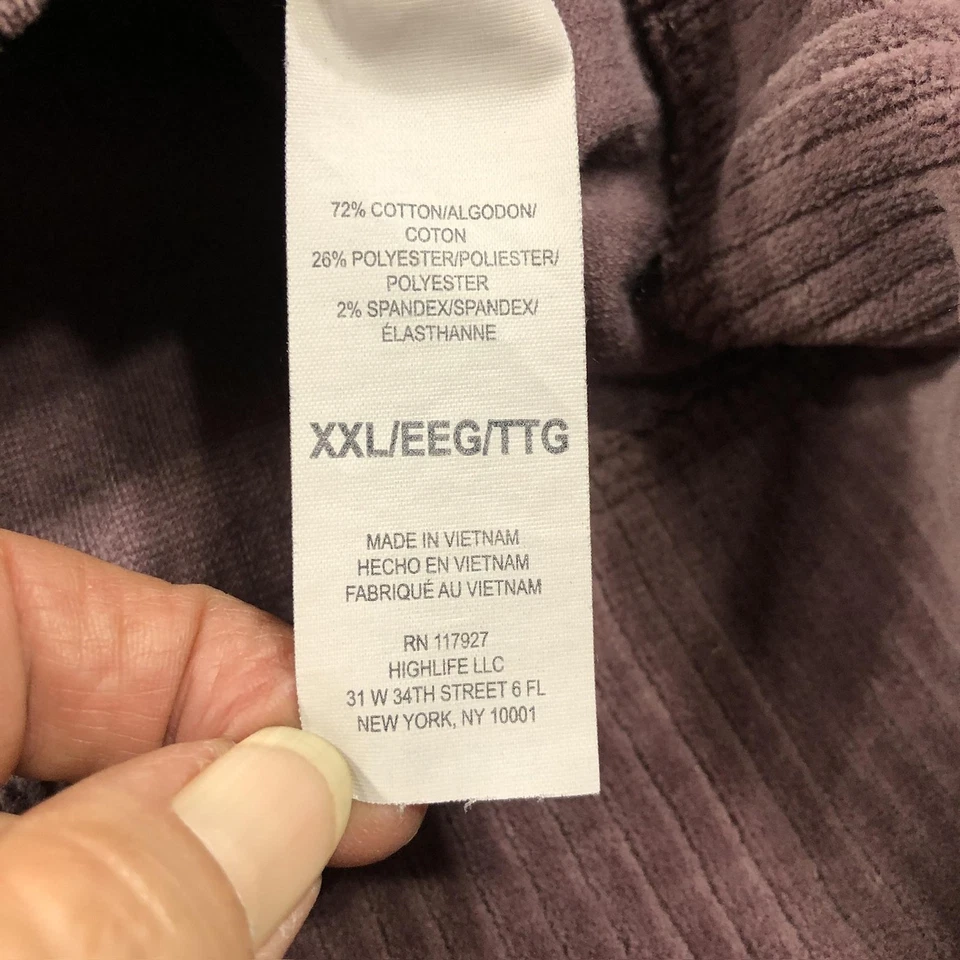 72% COTTON/ALGODON/
COTON
26% POLYESTER/POLIESTER/
POLYESTER
2% SPANDEX/SPANDEX/
ÉLASTHANNE
XXL/EEG/TTG
MADE IN VIETNAM
HECHO EN VIETNAM
FABRIQUÉ AU VIETNAM
RN 117927
HIGHLIFE LLC
31 W 34TH STREET 6 FL
NEW YORK, NY 10001